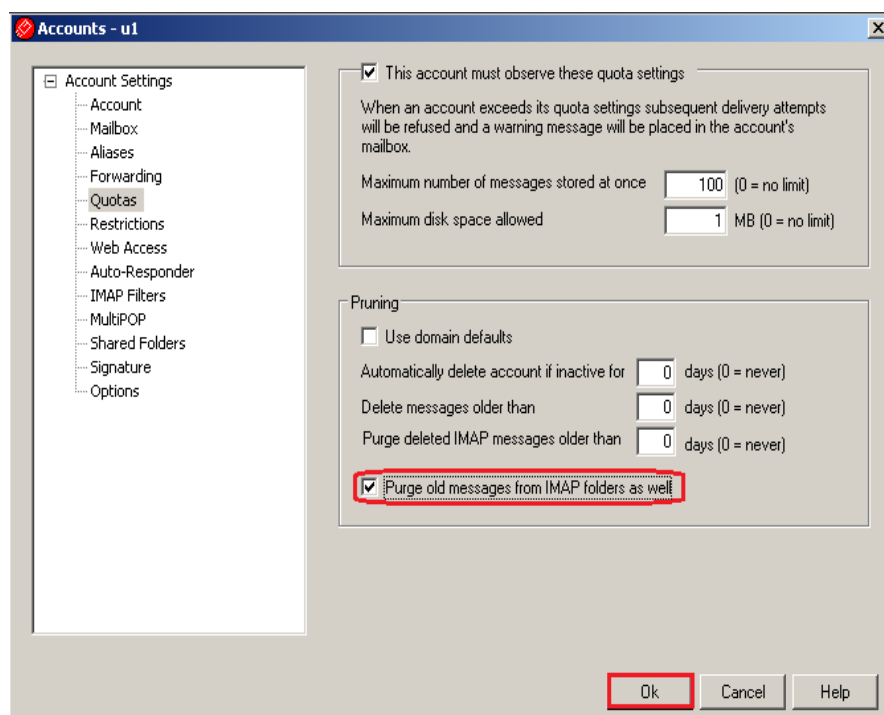 Accounts - u1
Account Settings
Account
Mailbox
Aliases
Forwarding
Quotas
Restrictions
Web Access
Auto-Responder
IMAP Filters
MultiPOP
Shared Folders
Signature
Options
This account must observe these quota settings
When an account exceeds its quota settings subsequent delivery attempts
will be refused and a warning message will be placed in the account's
mailbox.
Maximum number of messages stored at once 100 (0 = no limit)
Maximum disk space allowed 1 MB (0 = no limit)
Pruning
Use domain defaults
Automatically delete account if inactive for 0 days (0 = never)
Delete messages older than 0 days (0 = never)
Purge deleted IMAP messages older than 0 days (0 = never)
Purge old messages from IMAP folders as well
Ok Cancel Help